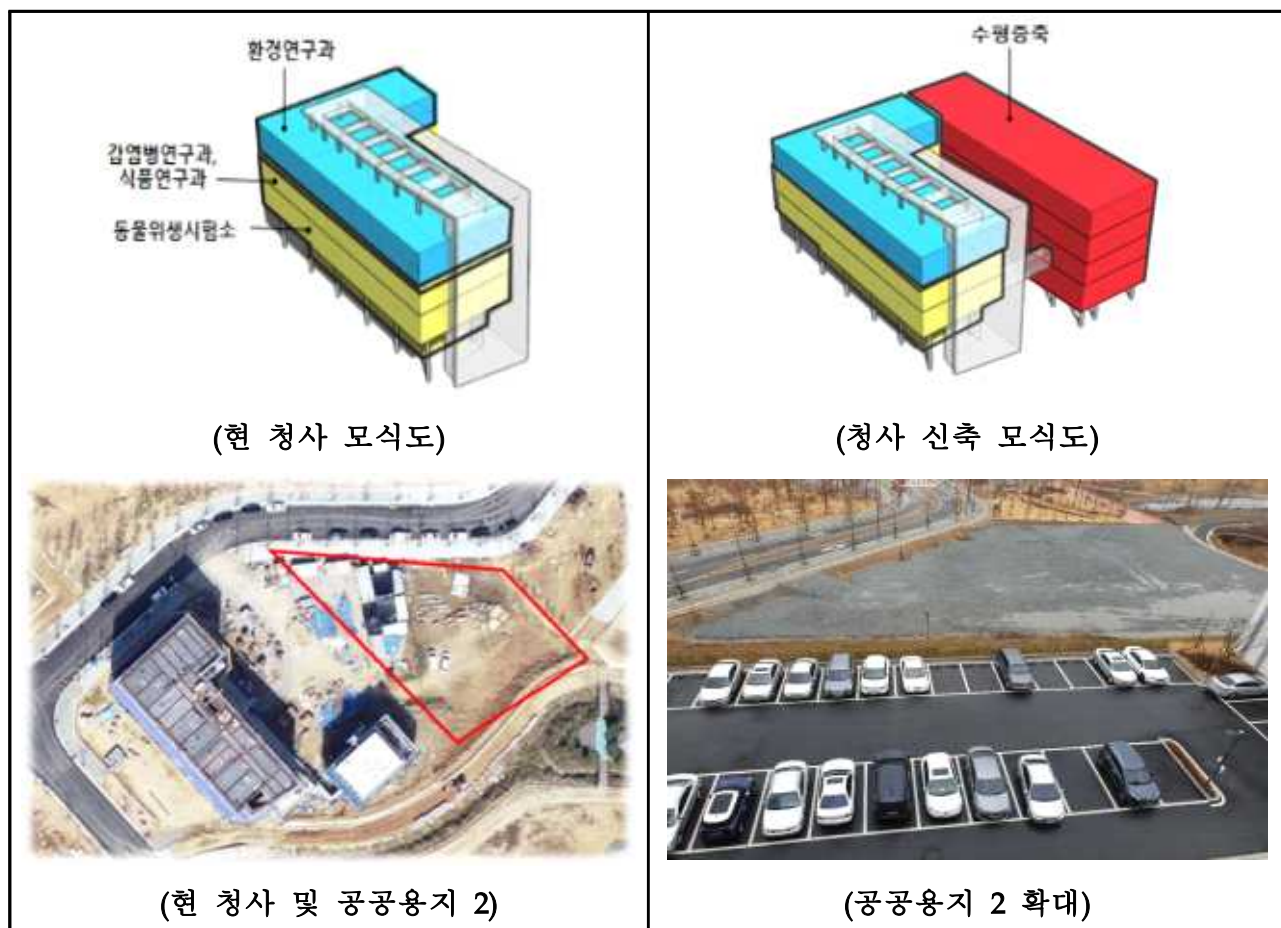 환경연구과
감염병연구과,
식품연구과
동물위생시험소
(현 청사 모식도)
수평증축
(청사 신축 모식도)
(현 청사 및 공공용지 2)
(공공용지 2 확대)